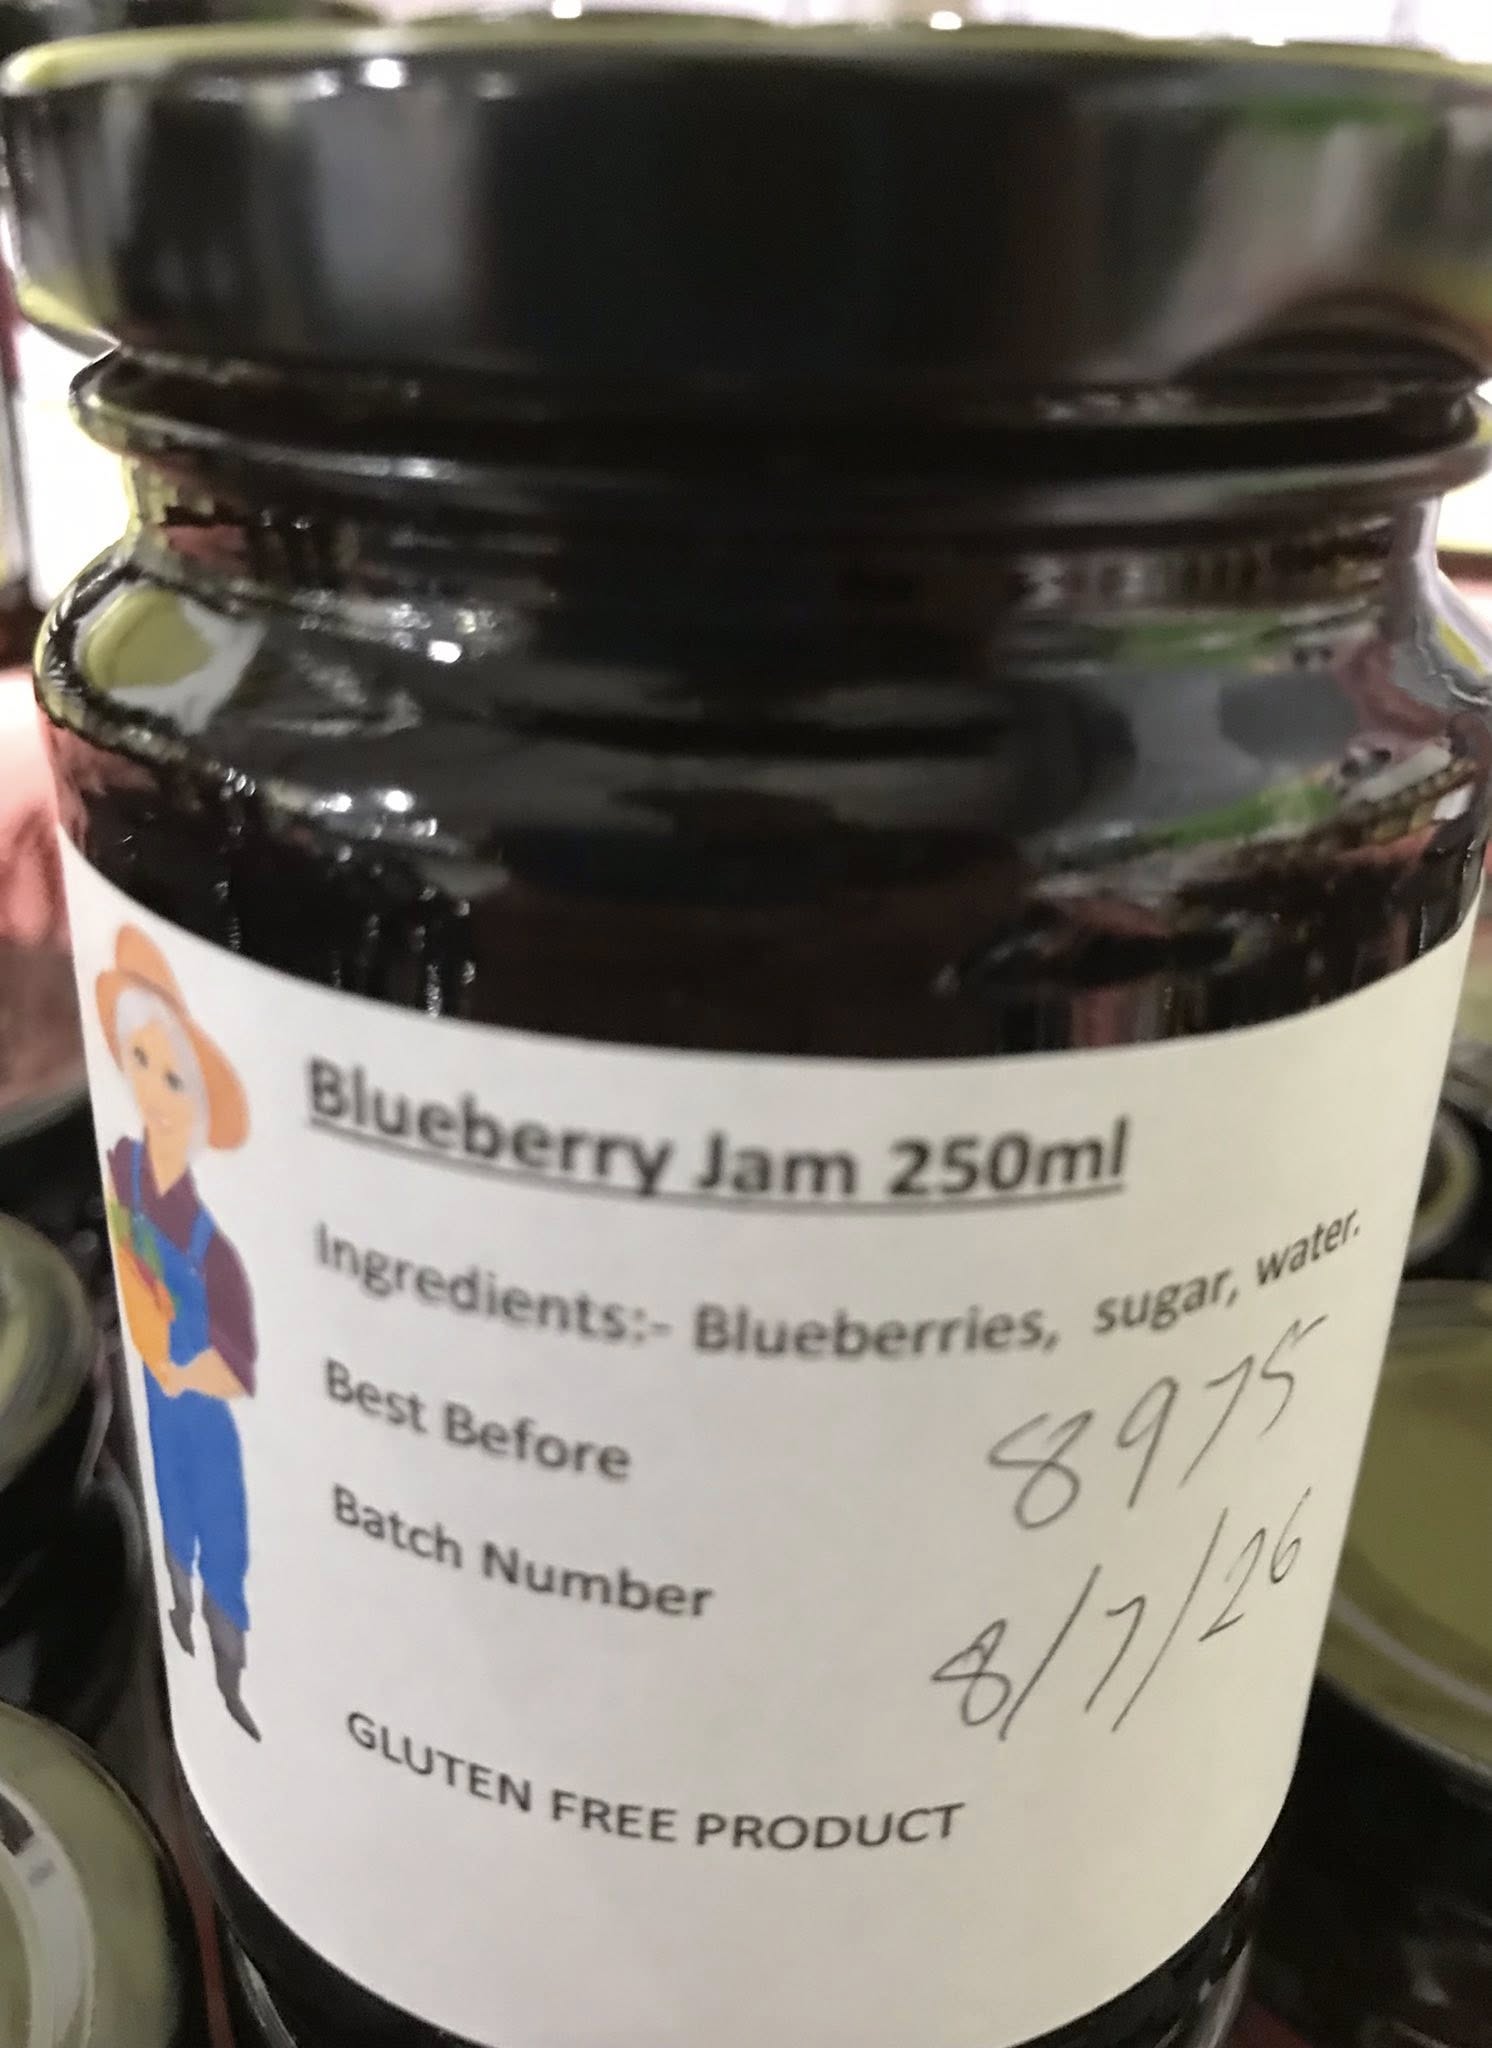 Blueberry Jam 250ml
Ingredients:- Blueberries, sugar, water.
Best Before 8975
Batch Number 8/7/26
GLUTEN FREE PRODUCT